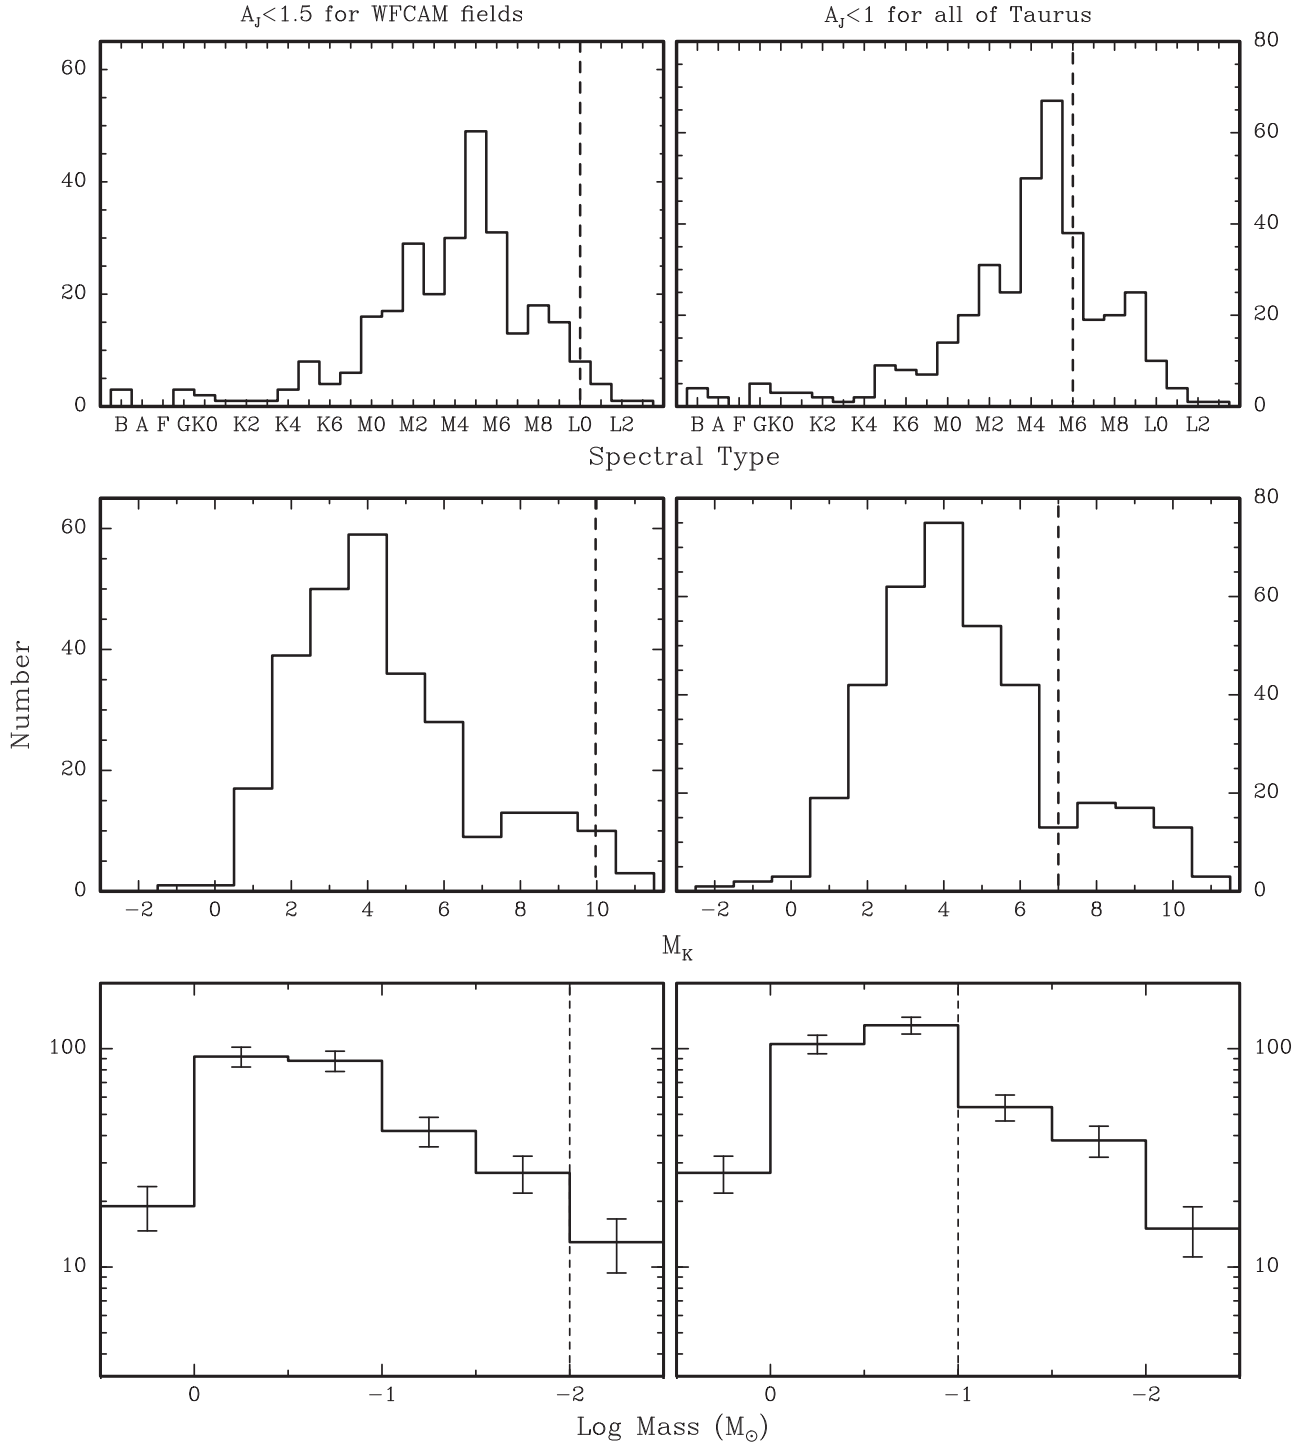 A_J<1.5 for WFCAM fields A_J<1 for all of Taurus
60 80
40 60
20 40
0 20
0
B A F G K0 K2 K4 K6 M0 M2 M4 M6 M8 L0 L2 B A F G K0 K2 K4 K6 M0 M2 M4 M6 M8 L0 L2
Spectral Type
Number
60 80
40 60
20 40
0 20
0
−2 0 2 4 6 8 10 −2 0 2 4 6 8 10
M_K
100 100
10 10
0 −1 −2 0 −1 −2
Log Mass (M_⊙)